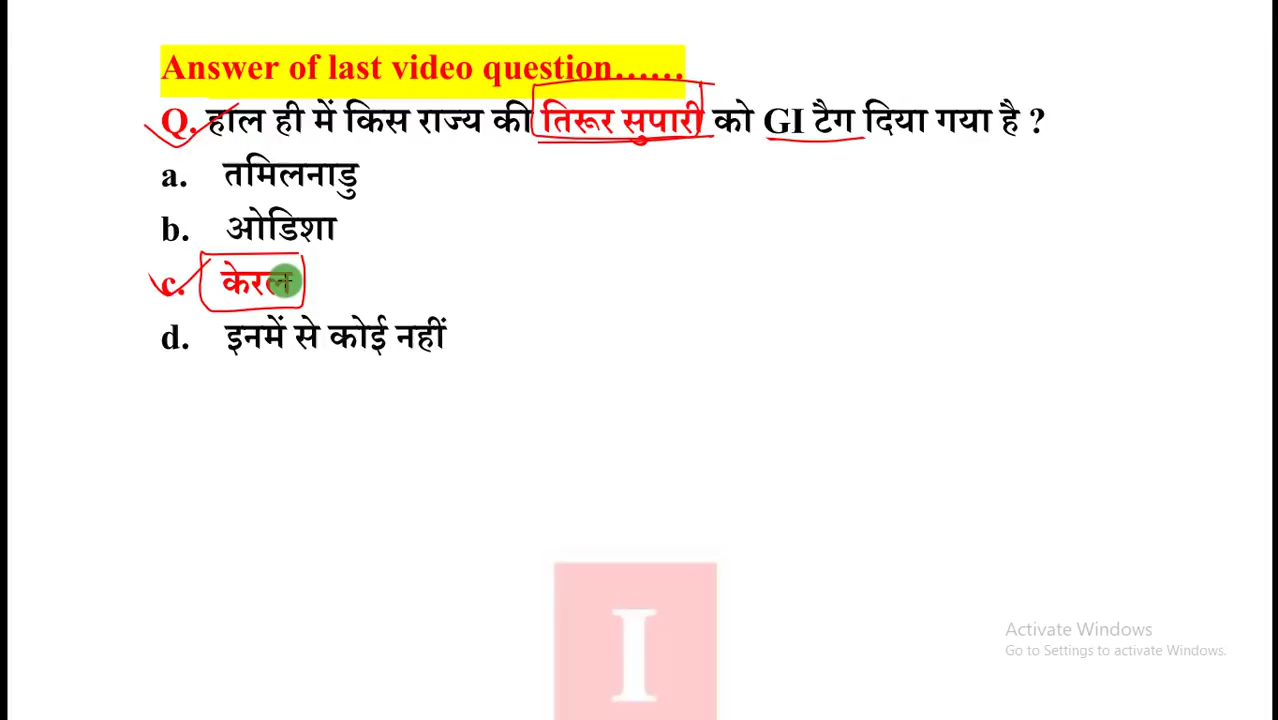 Answer of last video question……
Q. हाल ही में किस राज्य की तिरूर सुपारी को GI टैग दिया गया है ?
a. तमिलनाडु
b. ओडिशा
c. केरल
d. इनमें से कोई नहीं
I
Activate Windows
Go to Settings to activate Windows.